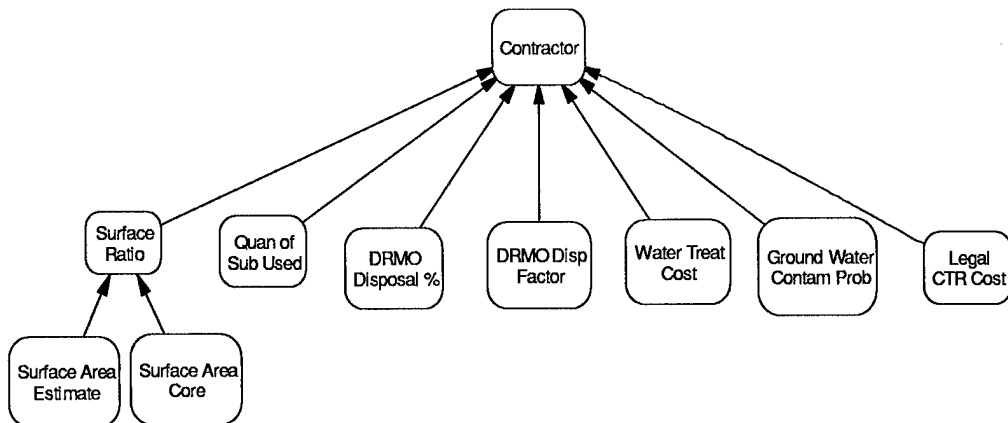 Contractor
Surface
Ratio
Quan of
Sub Used
DRMO
Disposal %
DRMO Disp
Factor
Water Treat
Cost
Ground Water
Contam Prob
Legal
CTR Cost
Surface Area
Estimate
Surface Area
Core